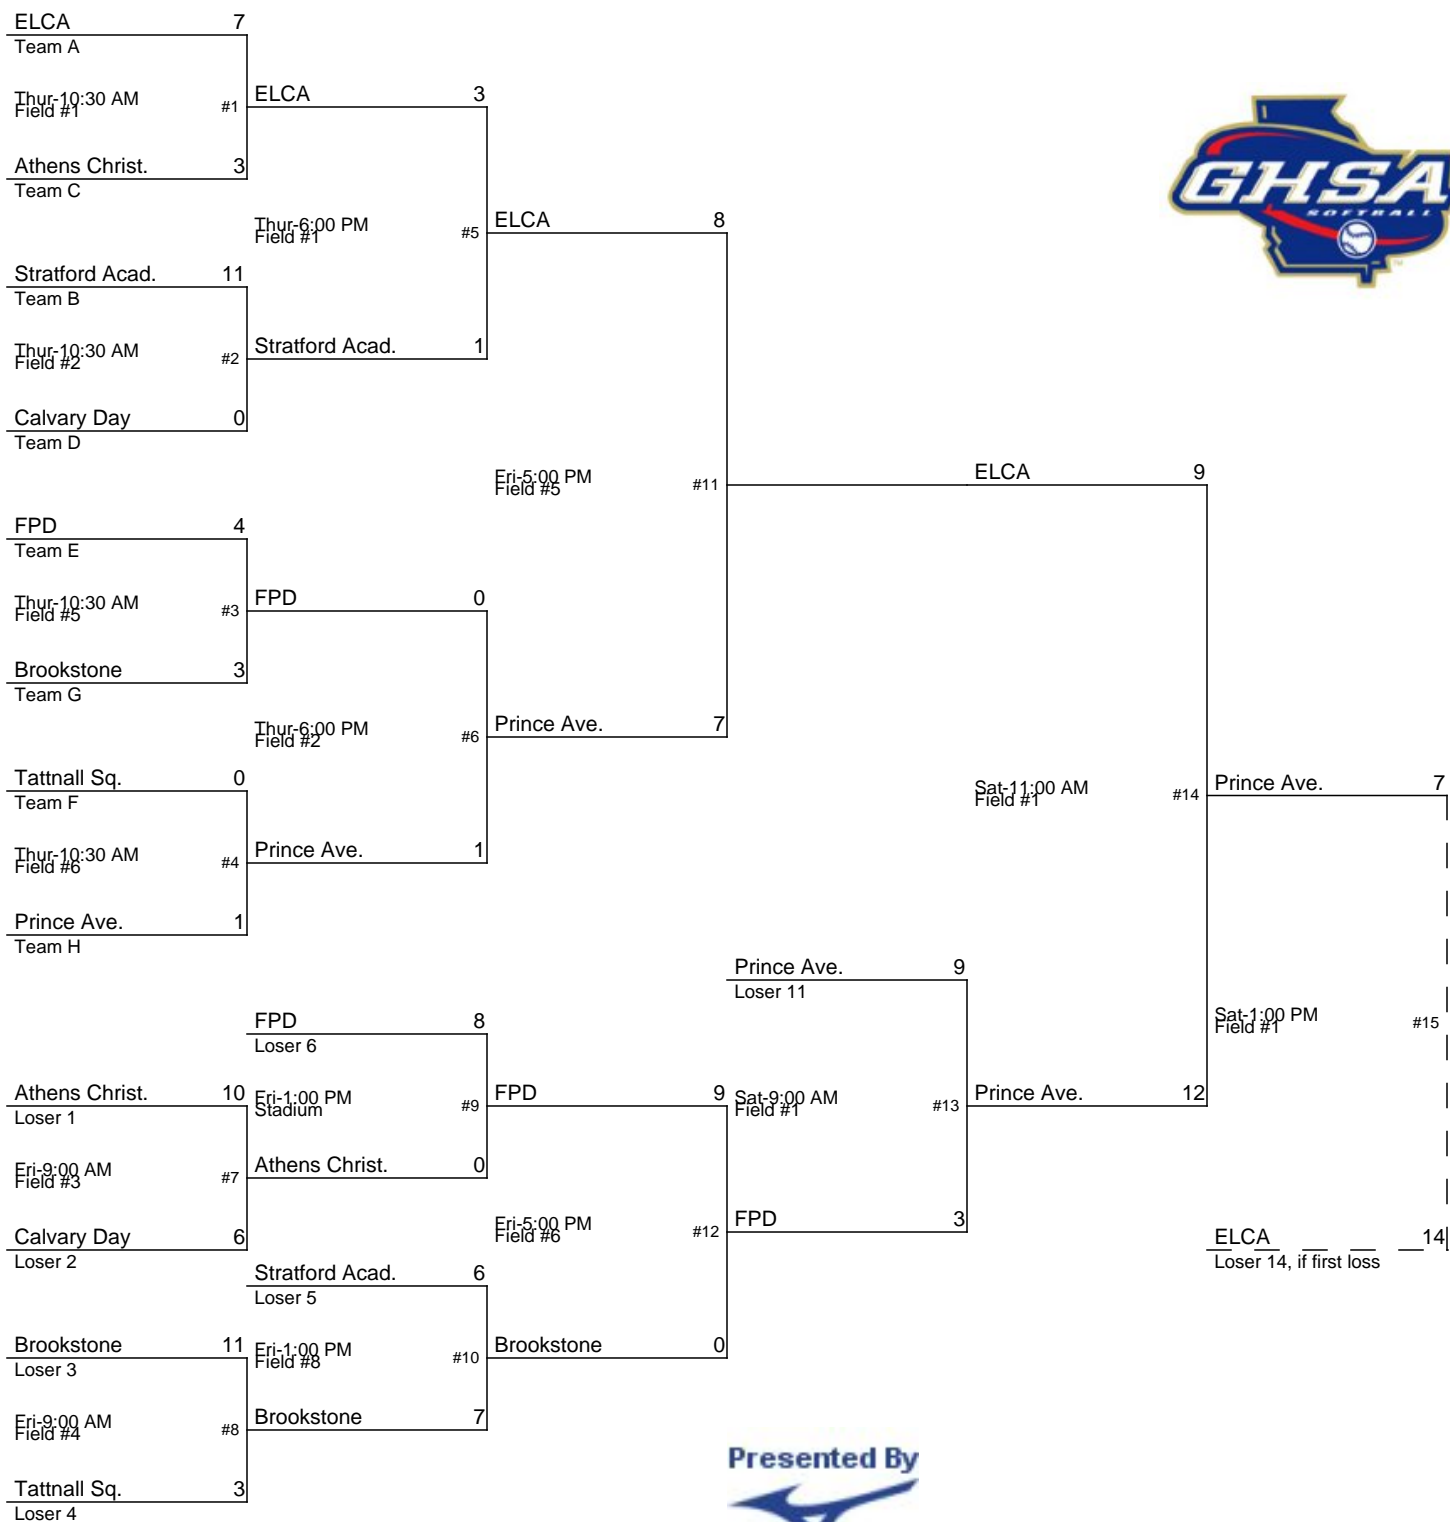 ELCA 7
Team A
Thur-10:30 AM
Field #1
#1
Athens Christ. 3
Team C
ELCA 3
Stratford Acad. 11
Team B
Thur-10:30 AM
Field #2
#2
Calvary Day 0
Team D
Stratford Acad. 1
Thur-6:00 PM
Field #1
#5
ELCA 8
FPD 4
Team E
Thur-10:30 AM
Field #5
#3
Brookstone 3
Team G
FPD 0
Tattnall Sq. 0
Team F
Thur-10:30 AM
Field #6
#4
Prince Ave. 1
Team H
Prince Ave. 1
Thur-6:00 PM
Field #2
#6
Prince Ave. 7
Fri-5:00 PM
Field #5
#11
ELCA 9
GHSA
SOFTBALL
TM
Athens Christ. 10
Loser 1
Fri-9:00 AM
Field #3
#7
Calvary Day 6
Loser 2
FPD 8
Loser 6
Fri-1:00 PM
Stadium
#9
Athens Christ. 0
FPD 9
Brookstone 11
Loser 3
Fri-9:00 AM
Field #4
#8
Tattnall Sq. 3
Loser 4
Stratford Acad. 6
Loser 5
Fri-1:00 PM
Field #8
#10
Brookstone 7
Brookstone 0
Fri-5:00 PM
Field #6
#12
FPD 3
Prince Ave. 9
Loser 11
Sat-9:00 AM
Field #1
#13
Prince Ave. 12
Sat-11:00 AM
Field #1
#14
Prince Ave. 7
Sat-1:00 PM
Field #1
#15
ELCA 14
Loser 14, if first loss
Presented By